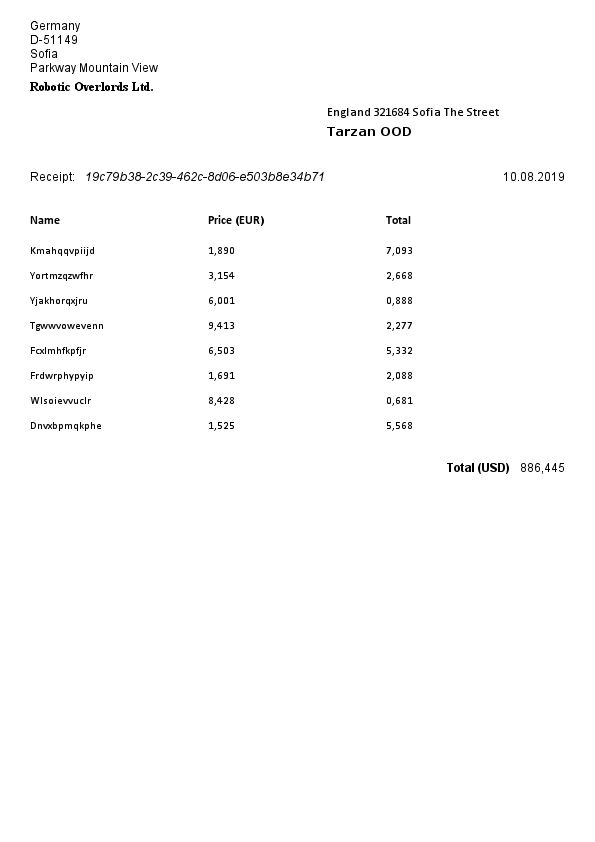 Germany
D-51149
Sofia
Parkway Mountain View
Robotic Overlords Ltd.
England 321684 Sofia The Street
Tarzan OOD
Receipt: 19c79b38-2c39-462c-8d06-e503b8e34b71 10.08.2019
Name Price (EUR) Total
Kmahqqvpiijd 1,890 7,093
Yortmzqzwfhr 3,154 2,668
Yjakhorqxjru 6,001 0,888
Tgwwvowevenn 9,413 2,277
Fcxlmhfkpfjr 6,503 5,332
Frdwrphypyip 1,691 2,088
Wlsoievvuclr 8,428 0,681
Dnvxbpmqkphe 1,525 5,568
Total (USD) 886,445